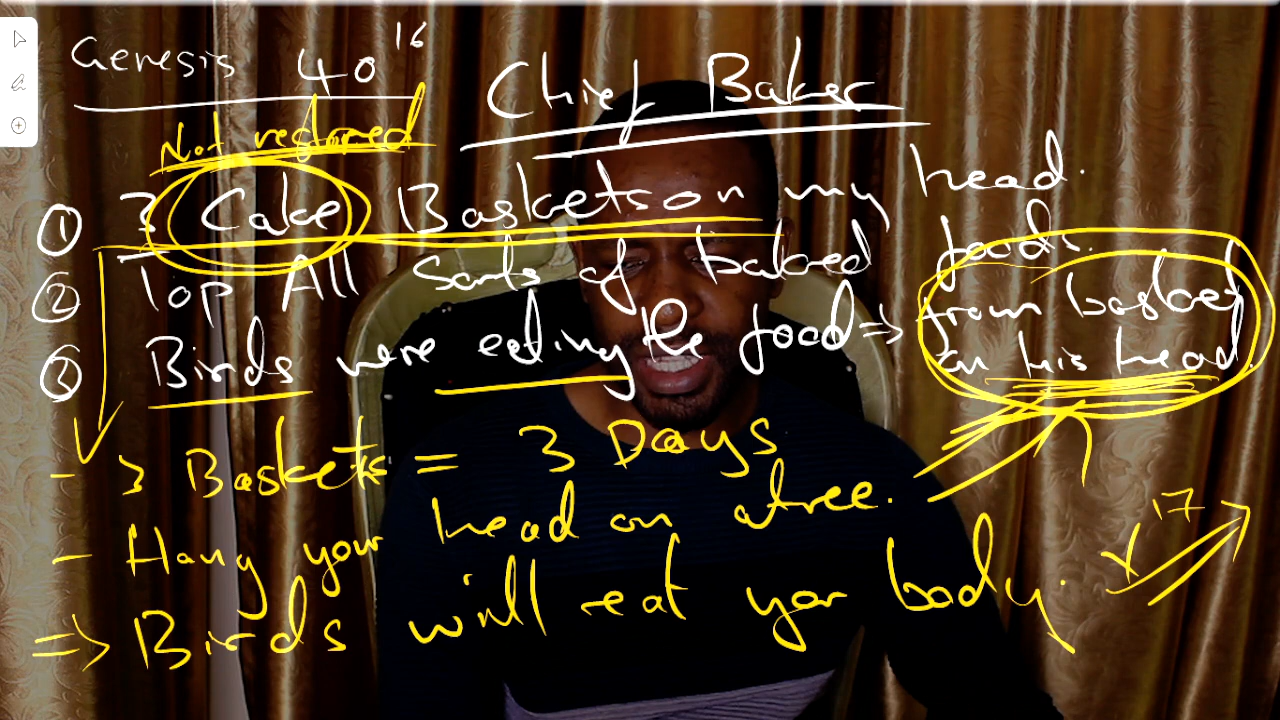 Genesis 40 16
Chief Baker
Not restored
① 3 Cake Baskets on my head.
② Top All sorts of baked foods.
③ Birds were eating the food => from basket
on his head.
- 3 Baskets = 3 Days
- Hang your head on a tree.
=> Birds will eat your body. v 17